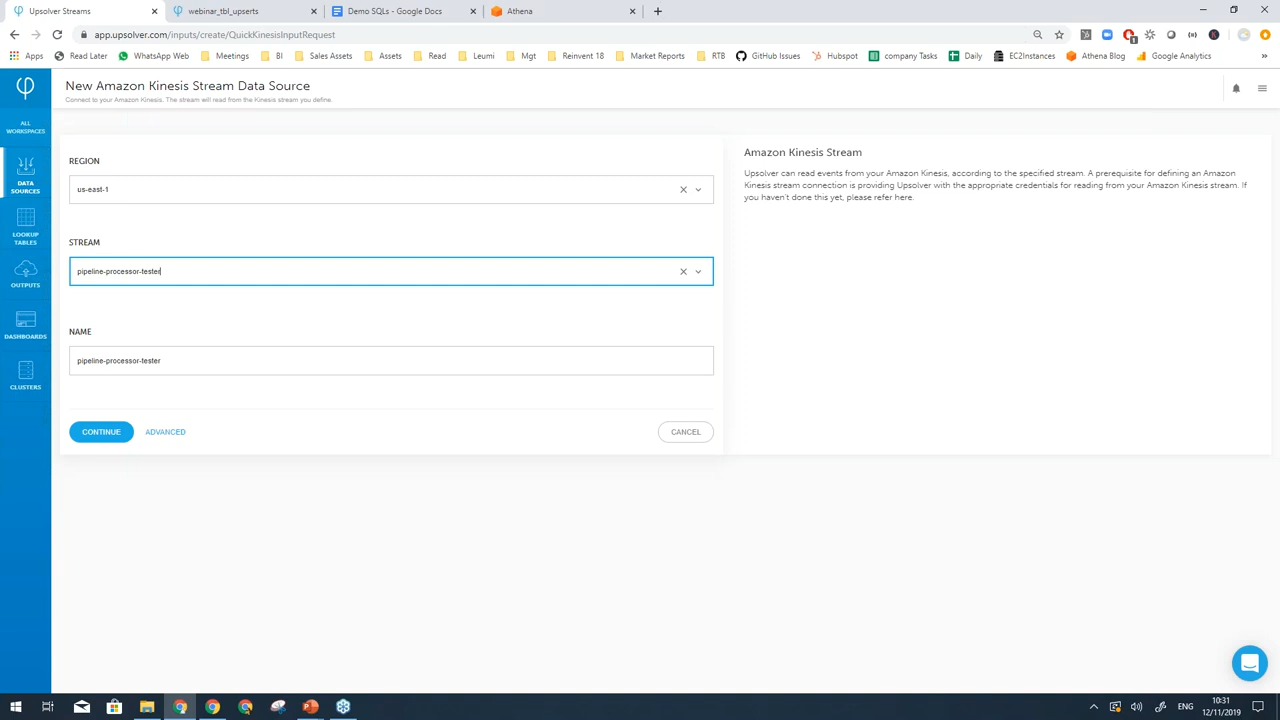 Upsolver Streams
webinar_tbl_upserts
Demo SQLs - Google Docs
Athena
app.upsolver.com/inputs/create/QuickKinesisInputRequest
Apps
Read Later
WhatsApp Web
Meetings
BI
Sales Assets
Assets
Read
Leumi
Mgt
Reinvent 18
Market Reports
RTB
GitHub Issues
Hubspot
company Tasks
Daily
EC2Instances
Athena Blog
Google Analytics
New Amazon Kinesis Stream Data Source
Connect to your Amazon Kinesis. The stream will read from the Kinesis stream you define.
ALL
WORKSPACES
DATA
SOURCES
LOOKUP
TABLES
OUTPUTS
DASHBOARDS
CLUSTERS
REGION
us-east-1
STREAM
pipeline-processor-tester
NAME
pipeline-processor-tester
CONTINUE
ADVANCED
CANCEL
Amazon Kinesis Stream
Upsolver can read events from your Amazon Kinesis, according to the specified stream. A prerequisite for defining an Amazon
Kinesis stream connection is providing Upsolver with the appropriate credentials for reading from your Amazon Kinesis stream. If
you haven't done this yet, please refer here.
ENG
10:31
12/11/2019